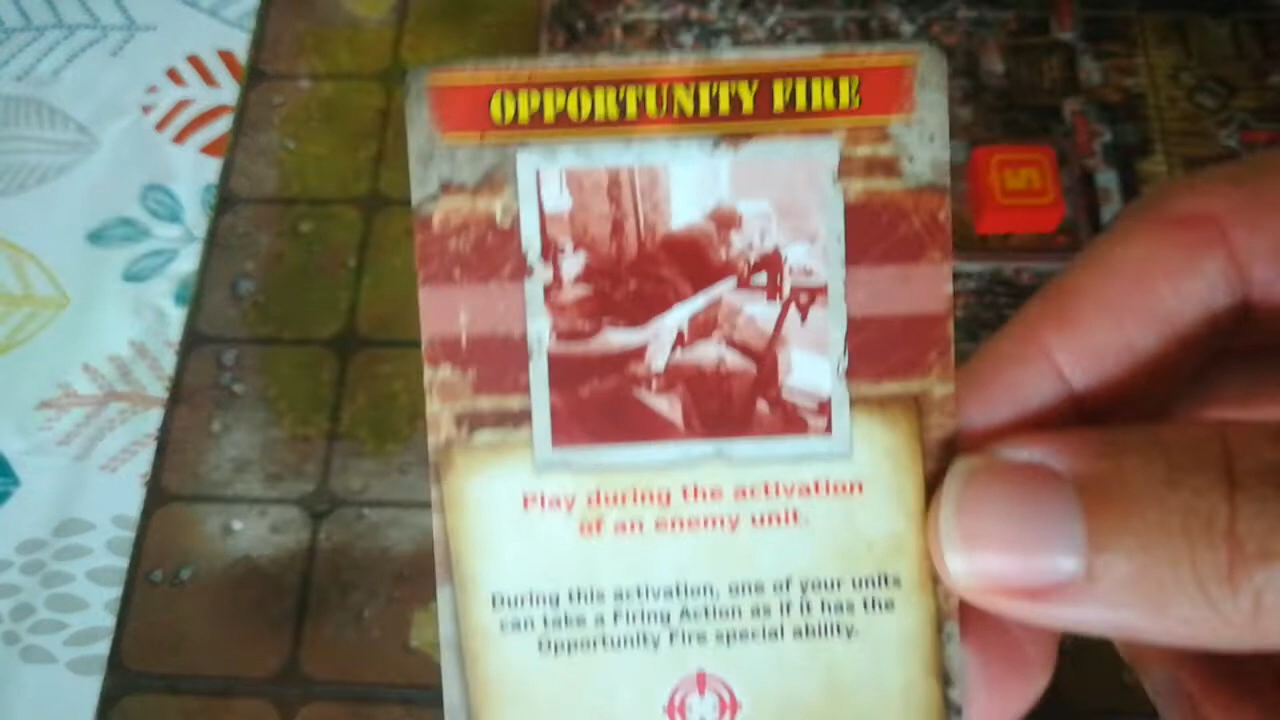 OPPORTUNITY FIRE
5
Play during the activation
of an enemy unit.
During this activation, one of your units
can take a Firing Action as if it has the
Opportunity Fire special ability.